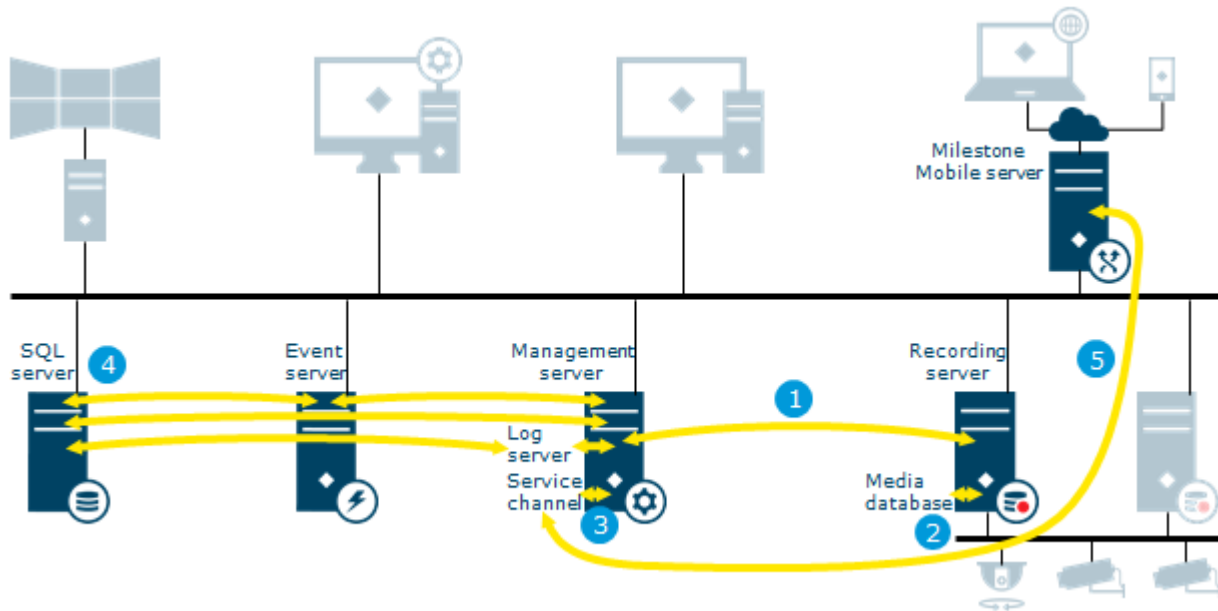 Milestone
Mobile server
SQL
server
4
Event
server
Management
server
Recording
server
5
1
Log
server
Service
channel
3
Media
database
2